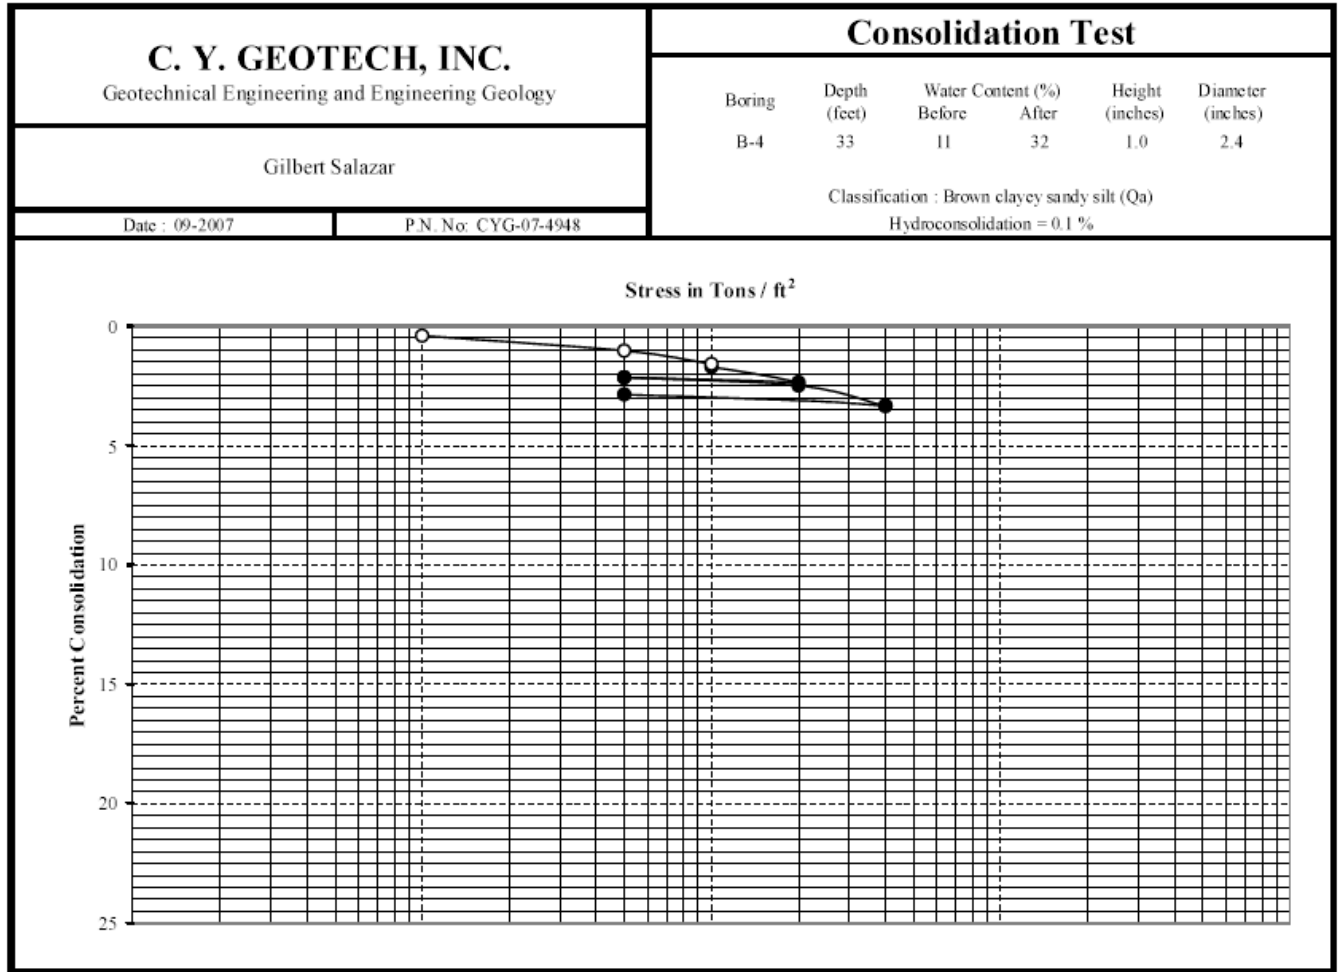 C. Y. GEOTECH, INC.
Geotechnical Engineering and Engineering Geology
Gilbert Salazar
Date : 09-2007
P.N. No: CYG-07-4948
Consolidation Test
Boring Depth (feet) Water Content (%) Before After Height (inches) Diameter (inches)
B-4 33 11 32 1.0 2.4
Classification : Brown clayey sandy silt (Qa)
Hydroconsolidation = 0.1 %
Stress in Tons / ft²
Percent Consolidation
0
5
10
15
20
25